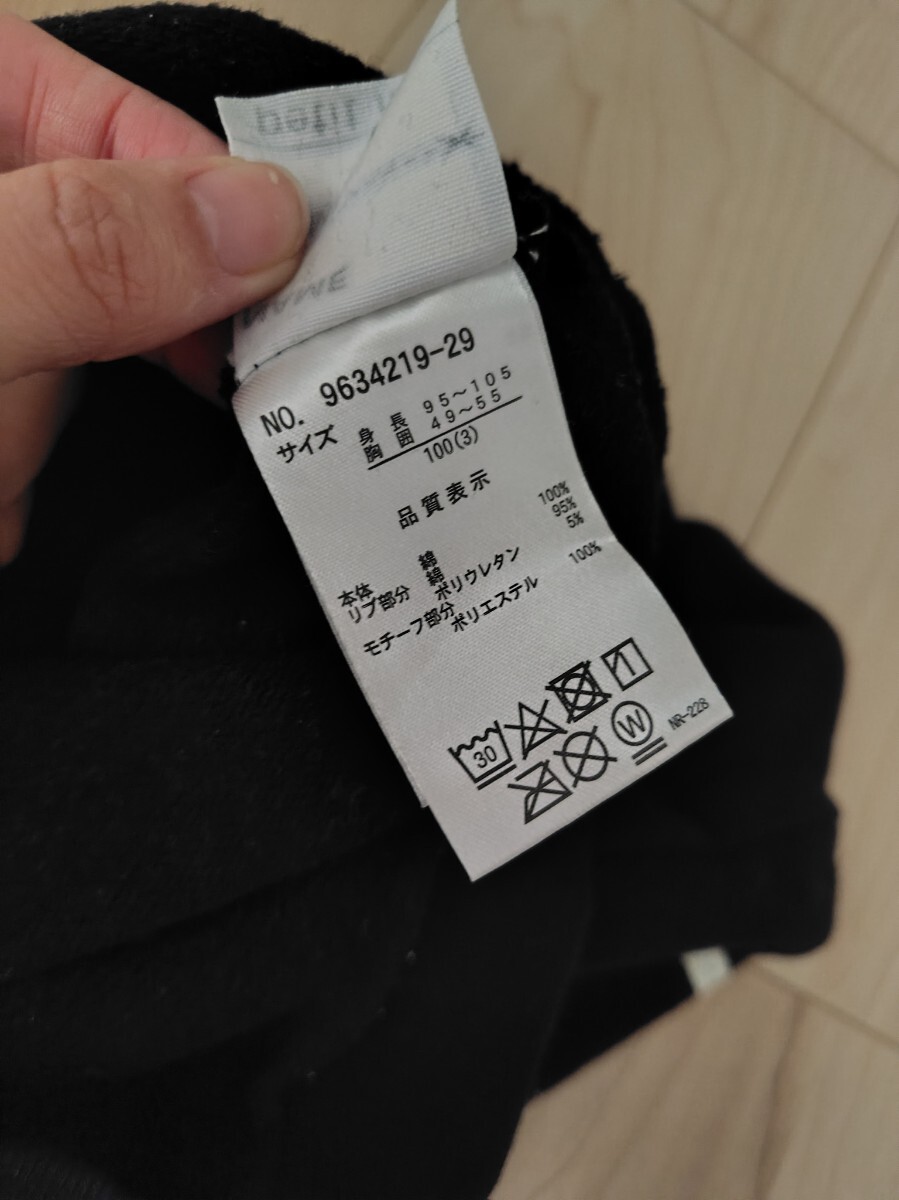 petit
NAME
NO. 9634219-29
サイズ 身長 95~105
胸囲 49~55
100(3)
品質表示
本体 綿 100%
リブ部分 綿 95%
ポリウレタン 5%
モチーフ部分
ポリエステル 100%
30
W
NR-228